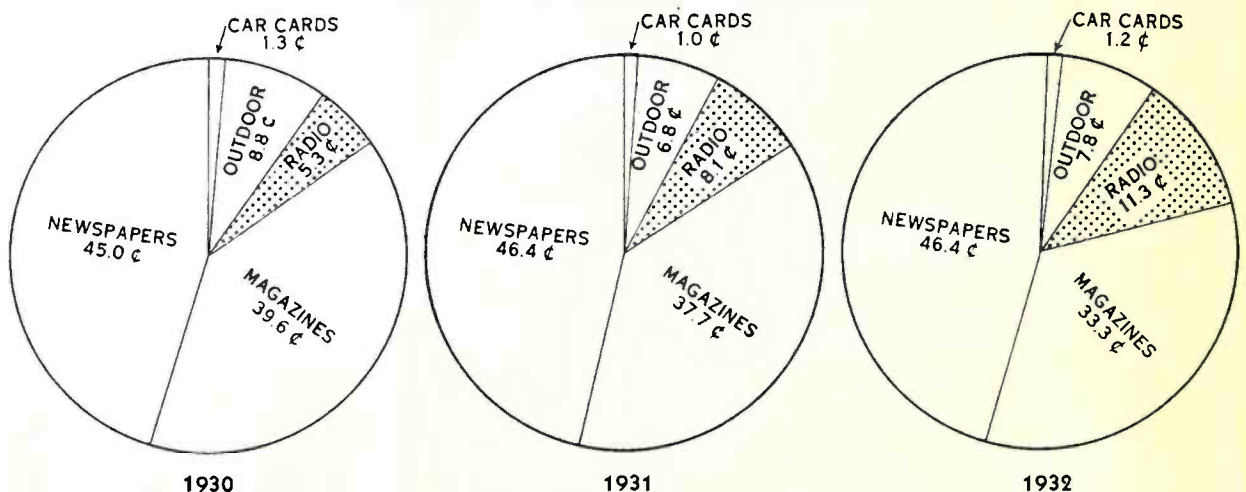 CAR CARDS
1.3 ¢
OUTDOOR
8.8 ¢
RADIO
5.3 ¢
NEWSPAPERS
45.0 ¢
MAGAZINES
39.6 ¢
1930
CAR CARDS
1.0 ¢
OUTDOOR
6.8 ¢
RADIO
8.1 ¢
NEWSPAPERS
46.4 ¢
MAGAZINES
37.7 ¢
1931
CAR CARDS
1.2 ¢
OUTDOOR
7.8 ¢
RADIO
11.3 ¢
NEWSPAPERS
46.4 ¢
MAGAZINES
33.3 ¢
1932